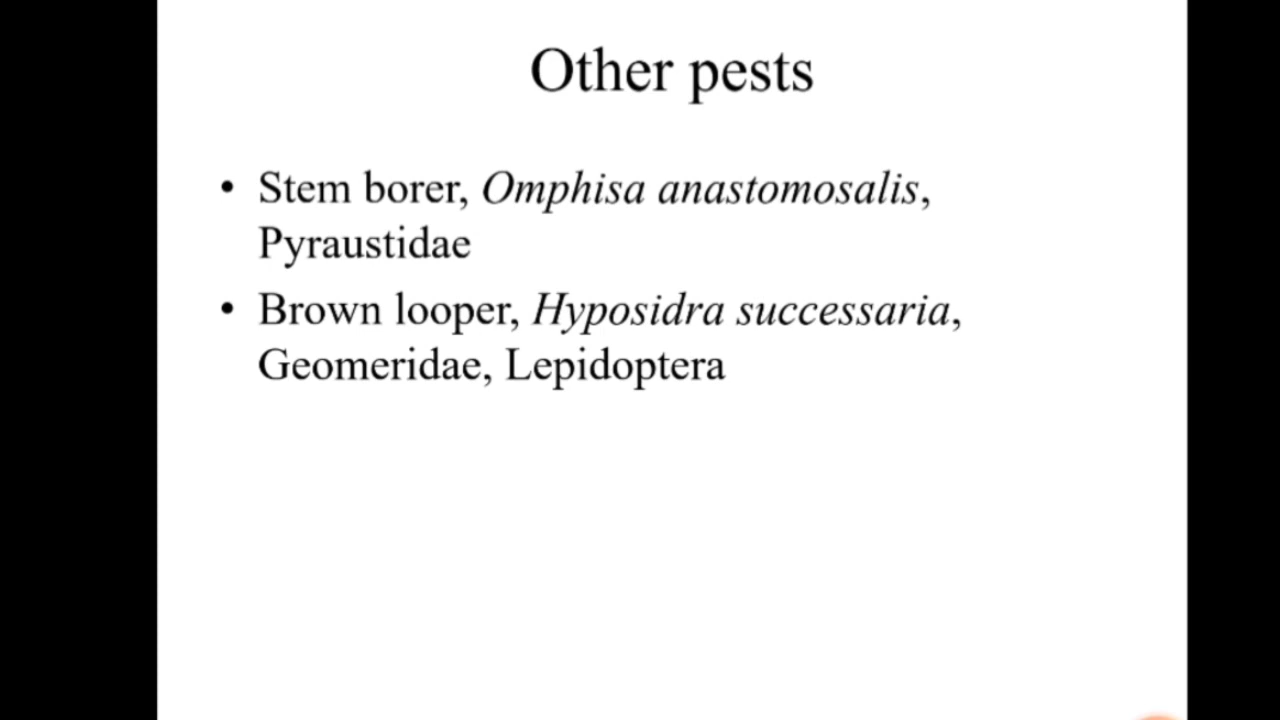 Other pests
• Stem borer, Omphisa anastomosalis,
Pyraustidae
• Brown looper, Hyposidra successaria,
Geomeridae, Lepidoptera